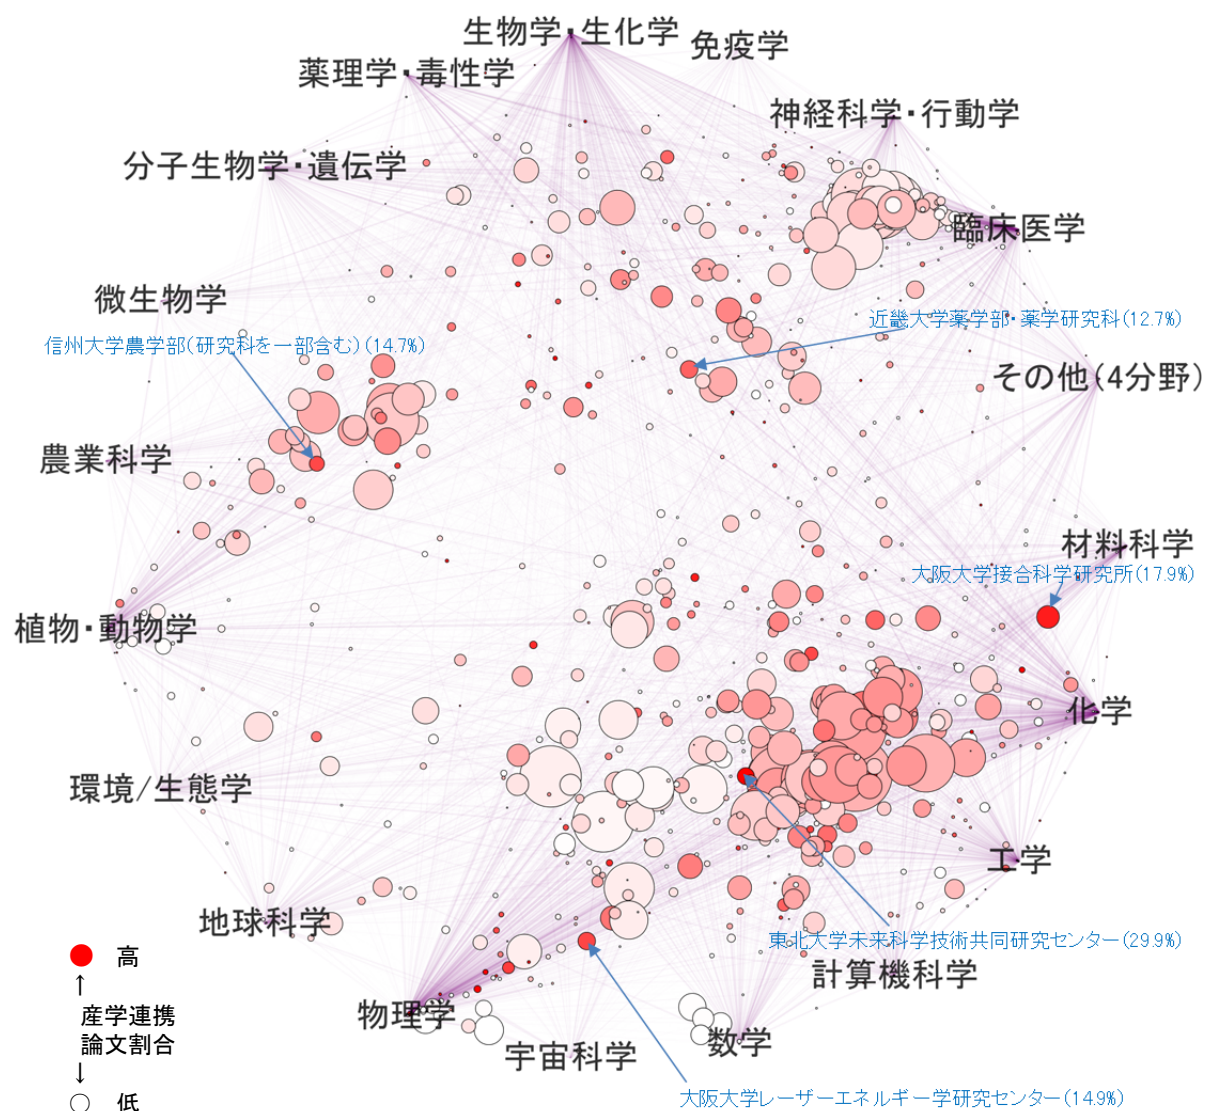 生物学・生化学
免疫学
薬理学・毒性学
神経科学・行動学
分子生物学・遺伝学
臨床医学
微生物学
近畿大学薬学部・薬学研究科(12.7%)
信州大学農学部(研究科を一部含む)(14.7%)
その他(4分野)
農業科学
材料科学
大阪大学接合科学研究所(17.9%)
植物・動物学
化学
環境/生態学
工学
地球科学
東北大学未来科学技術共同研究センター(29.9%)
高
計算機科学
↑
産学連携
論文割合
↓
低
物理学
数学
宇宙科学
大阪大学レーザーエネルギー学研究センター(14.9%)